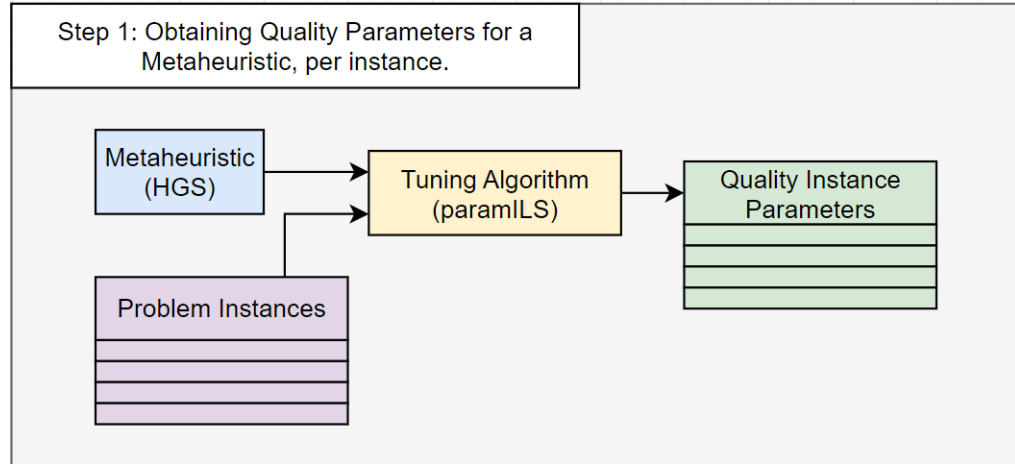 Step 1: Obtaining Quality Parameters for a
Metaheuristic, per instance.
Metaheuristic
(HGS)
Tuning Algorithm
(paramILS)
Quality Instance
Parameters
Problem Instances